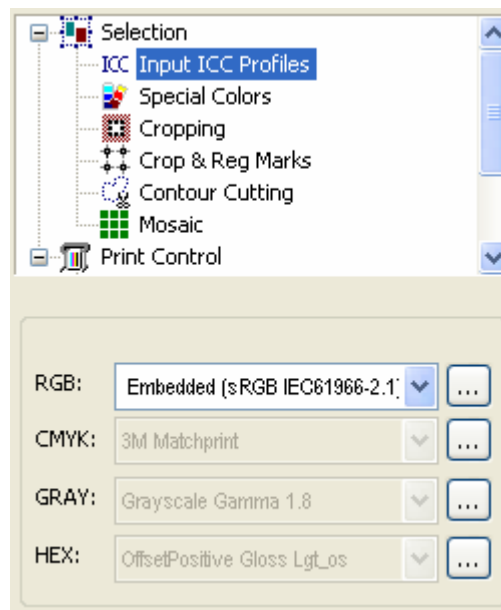 Selection
ICC Input ICC Profiles
Special Colors
Cropping
Crop & Reg Marks
Contour Cutting
Mosaic
Print Control
RGB: Embedded (sRGB IEC61966-2.1) ...
CMYK: 3M Matchprint ...
GRAY: Grayscale Gamma 1.8 ...
HEX: OffsetPositive Gloss Lgt_os ...